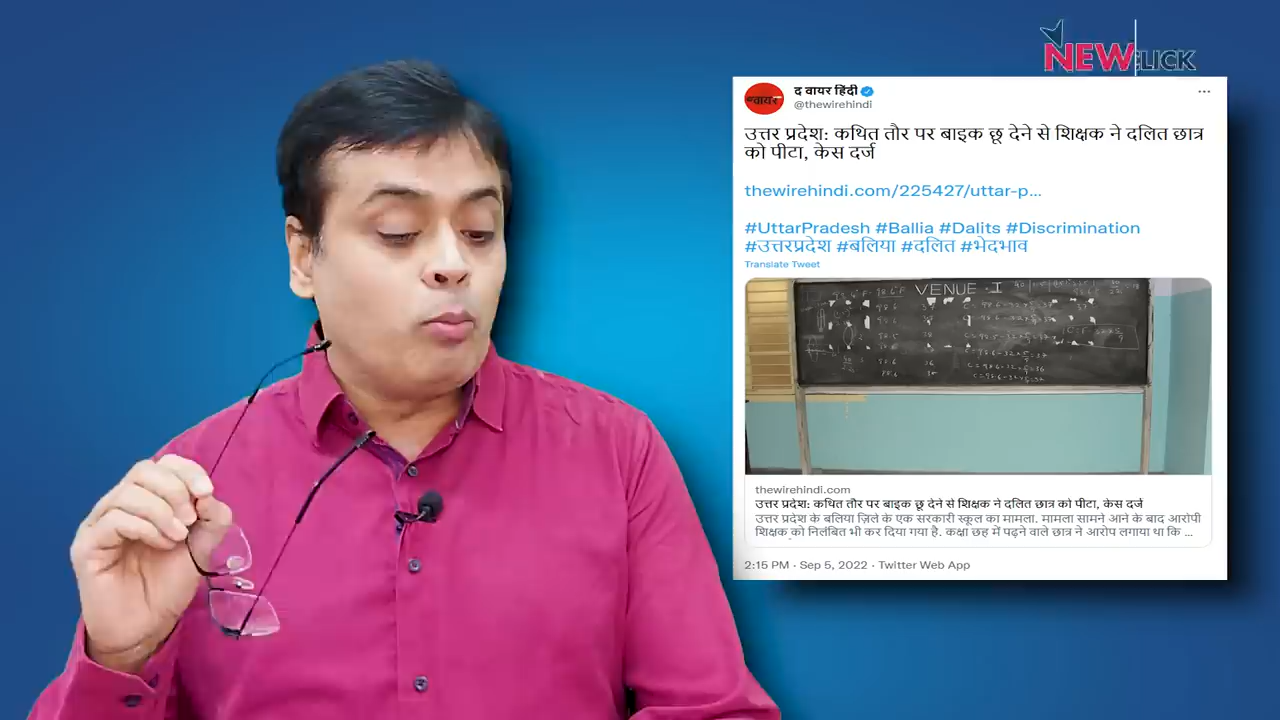 NEWSCLICK
द वायर हिंदी
@thewirehindi
उत्तर प्रदेश: कथित तौर पर बाइक छू देने से शिक्षक ने दलित छात्र
को पीटा, केस दर्ज
thewirehindi.com/225427/uttar-p...
#UttarPradesh #Ballia #Dalits #Discrimination
#उत्तरप्रदेश #बलिया #दलित #भेदभाव
Translate Tweet
VENUE - I
thewirehindi.com
उत्तर प्रदेश: कथित तौर पर बाइक छू देने से शिक्षक ने दलित छात्र को पीटा, केस दर्ज
उत्तर प्रदेश के बलिया ज़िले के एक सरकारी स्कूल का मामला. मामला सामने आने के बाद आरोपी
शिक्षक को निलंबित भी कर दिया गया है. कक्षा छह में पढ़ने वाले छात्र ने आरोप लगाया था कि ...
2:15 PM · Sep 5, 2022 · Twitter Web App